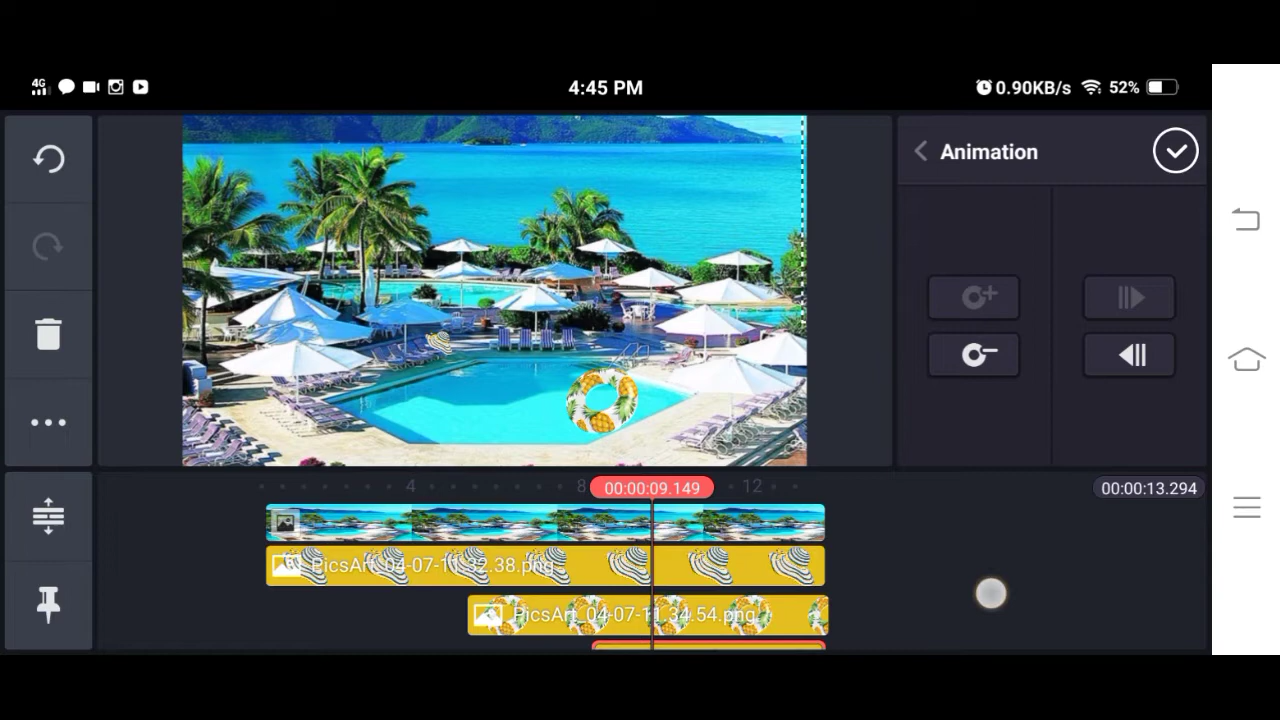 4G 4:45 PM 0.90KB/s 52%
Animation
4 8 00:00:09.149 12 00:00:13.294
PicsArt_04-07-11.32.38.png
PicsArt_04-07-11.34.54.png